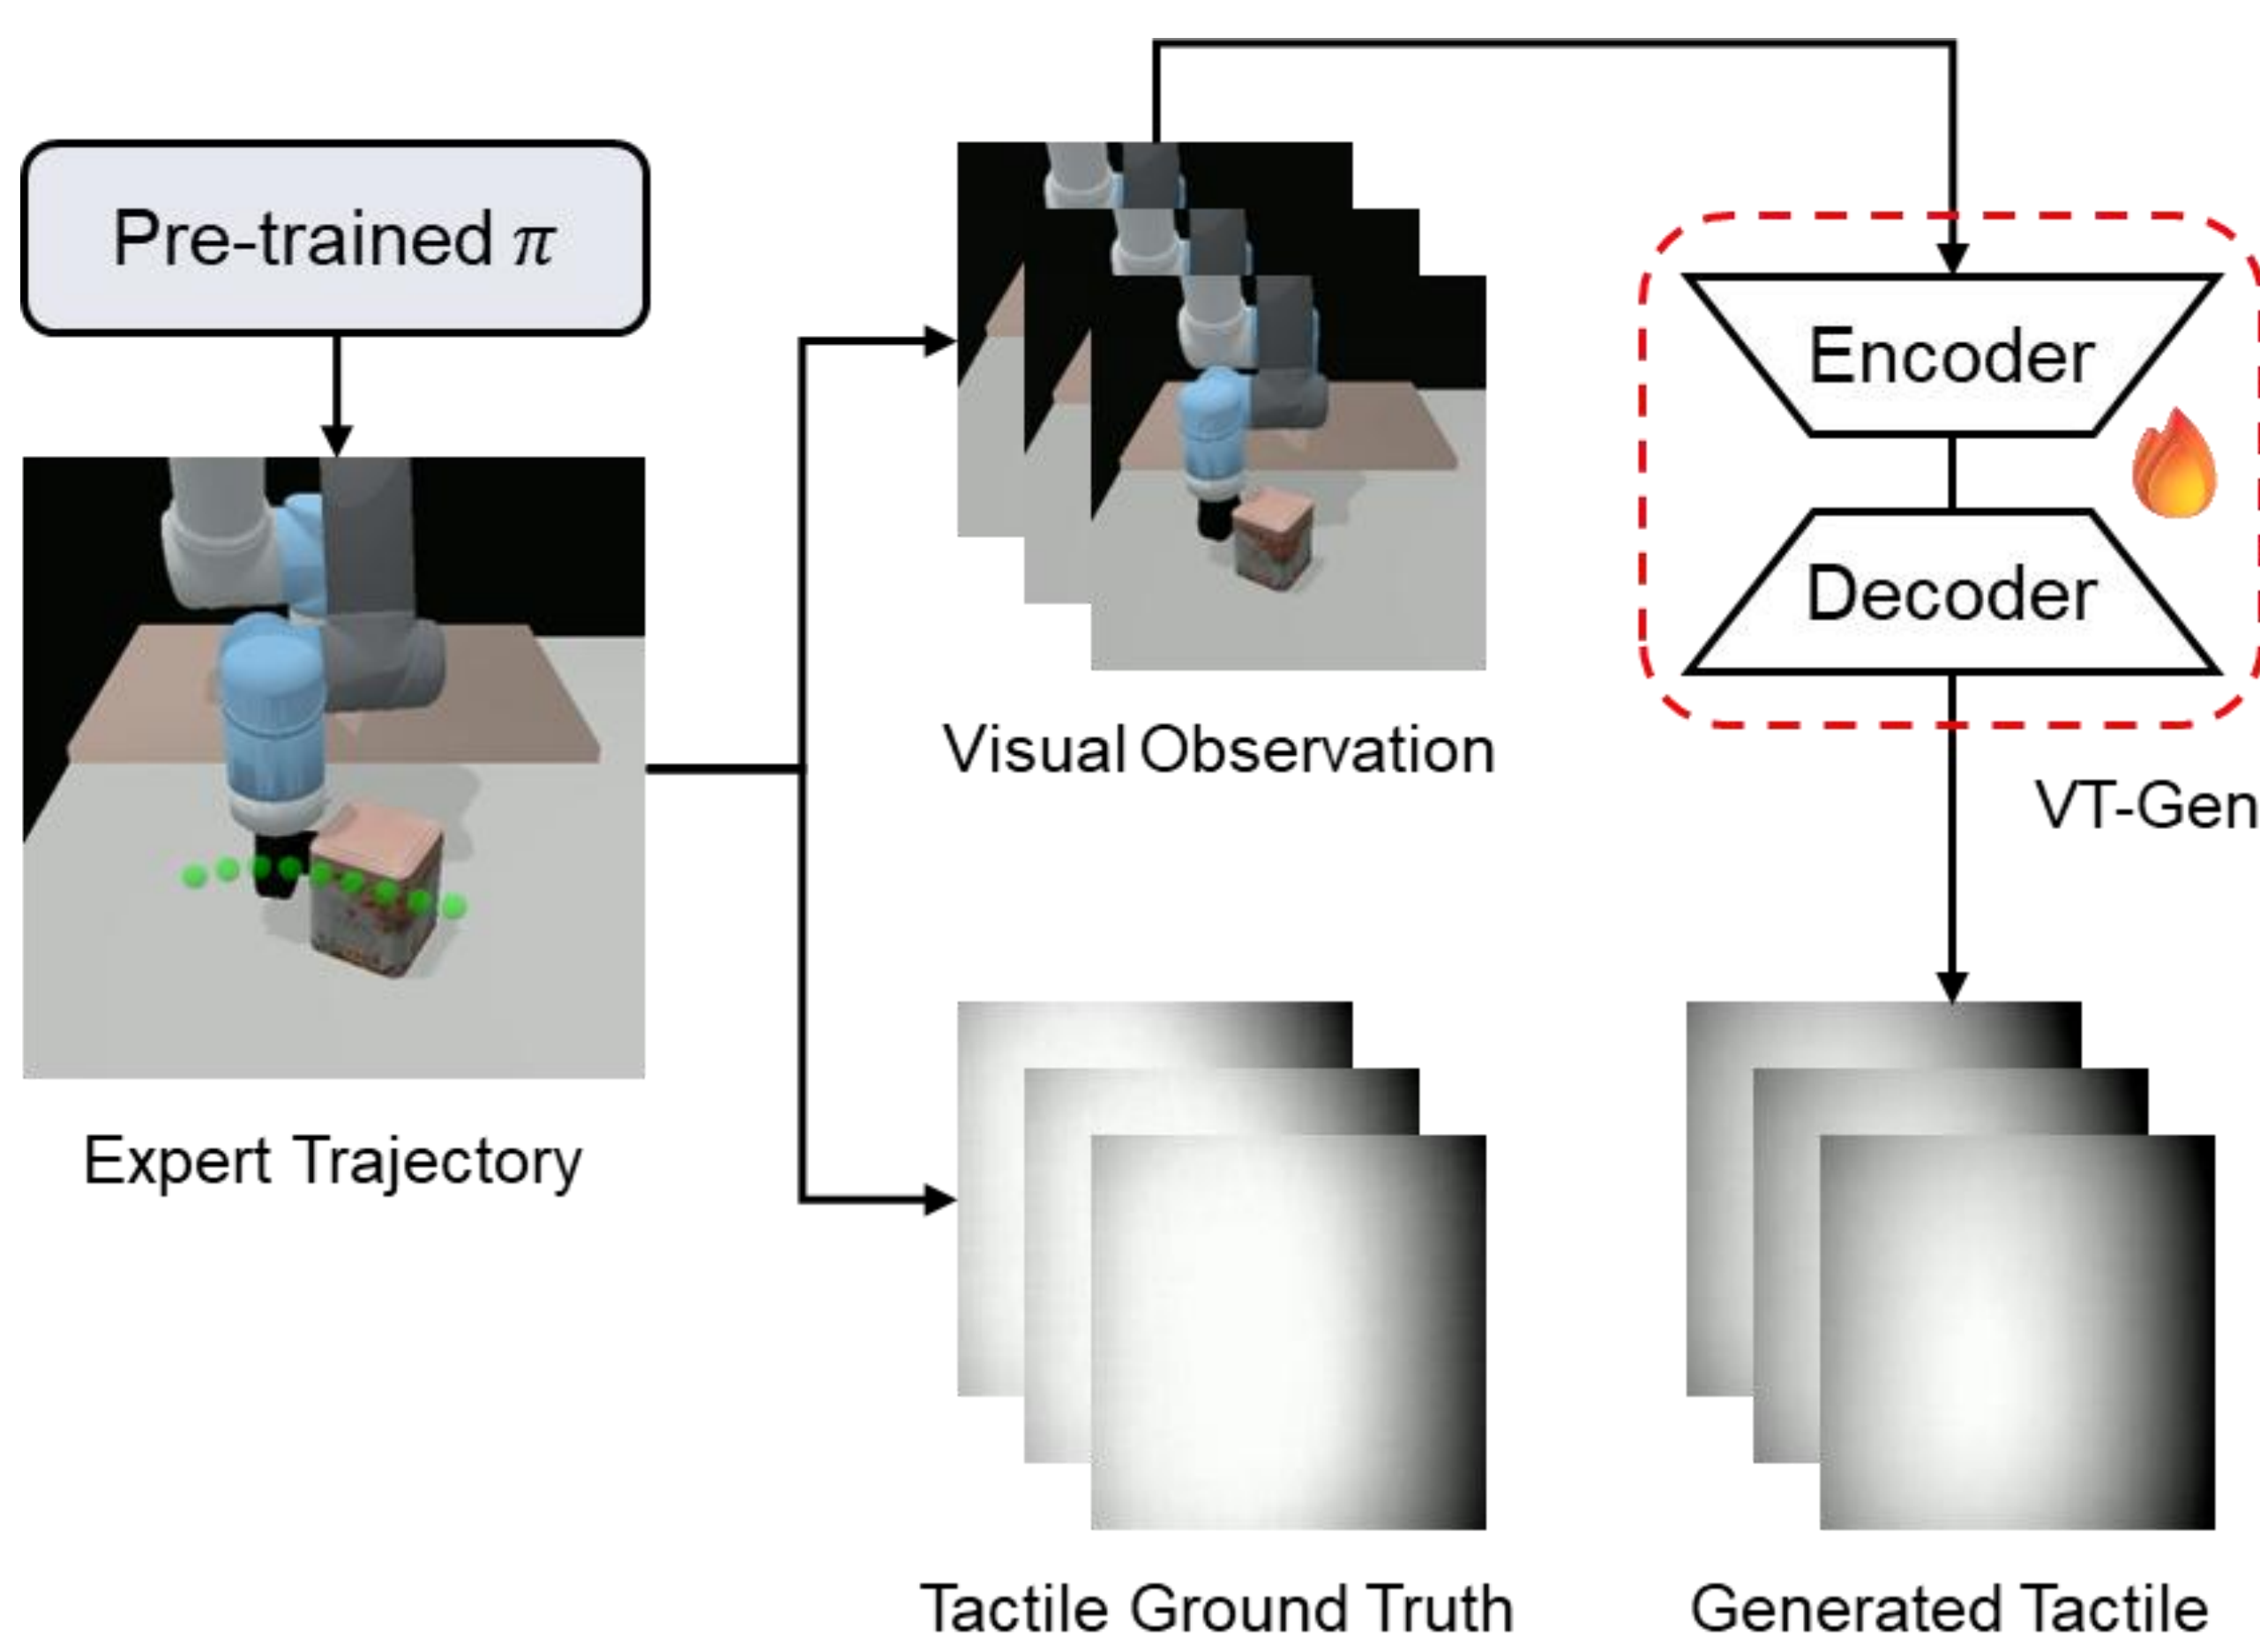 Pre-trained π
Expert Trajectory
Visual Observation
Tactile Ground Truth
Encoder
Decoder
VT-Gen
Generated Tactile